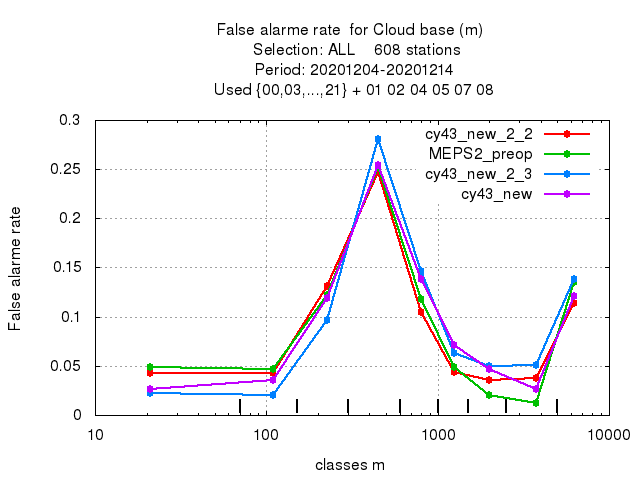 False alarme rate  for Cloud base (m)
Selection: ALL    608 stations
Period: 20201204-20201214
Used {00,03,...,21} + 01 02 04 05 07 08
0.3
0.25
0.2
0.15
0.1
0.05
0
False alarme rate
cy43_new_2_2
MEPS2_preop
cy43_new_2_3
cy43_new
10
100
1000
10000
classes m